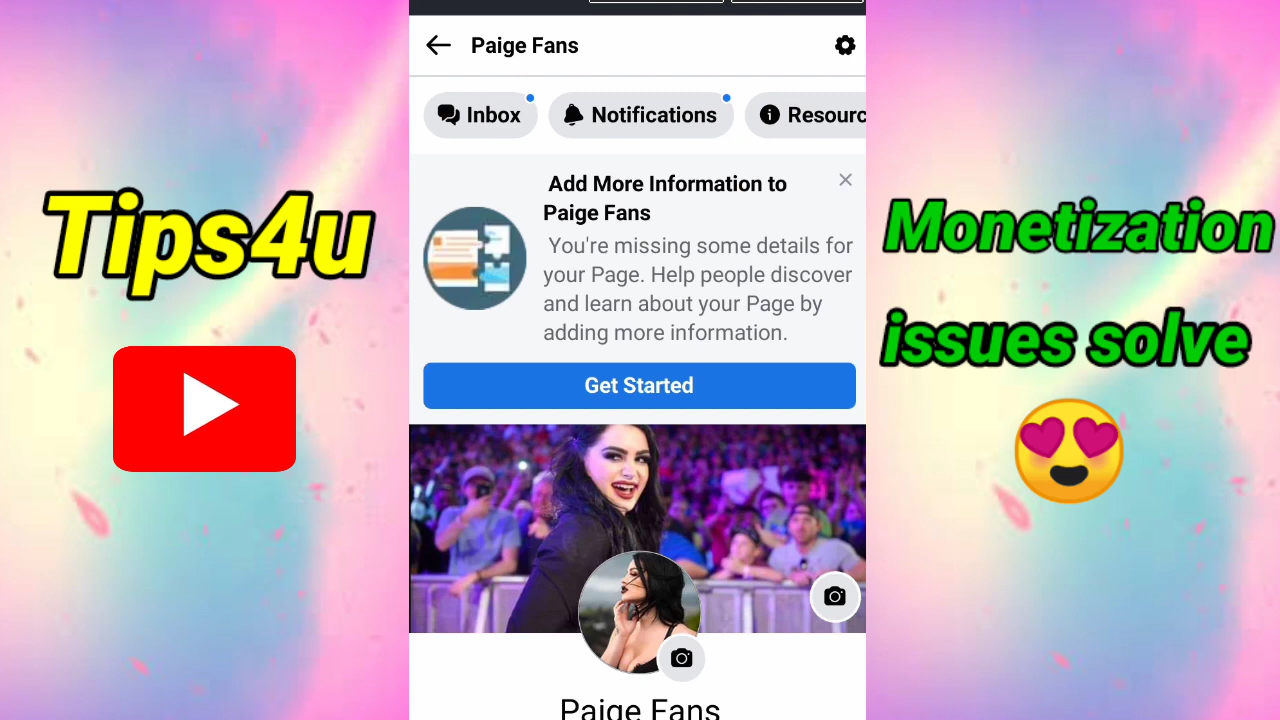 Tips4u
Paige Fans
Inbox
Notifications
Resourc
Add More Information to
Paige Fans
You're missing some details for
your Page. Help people discover
and learn about your Page by
adding more information.
Get Started
Paige Fans
Monetization
issues solve